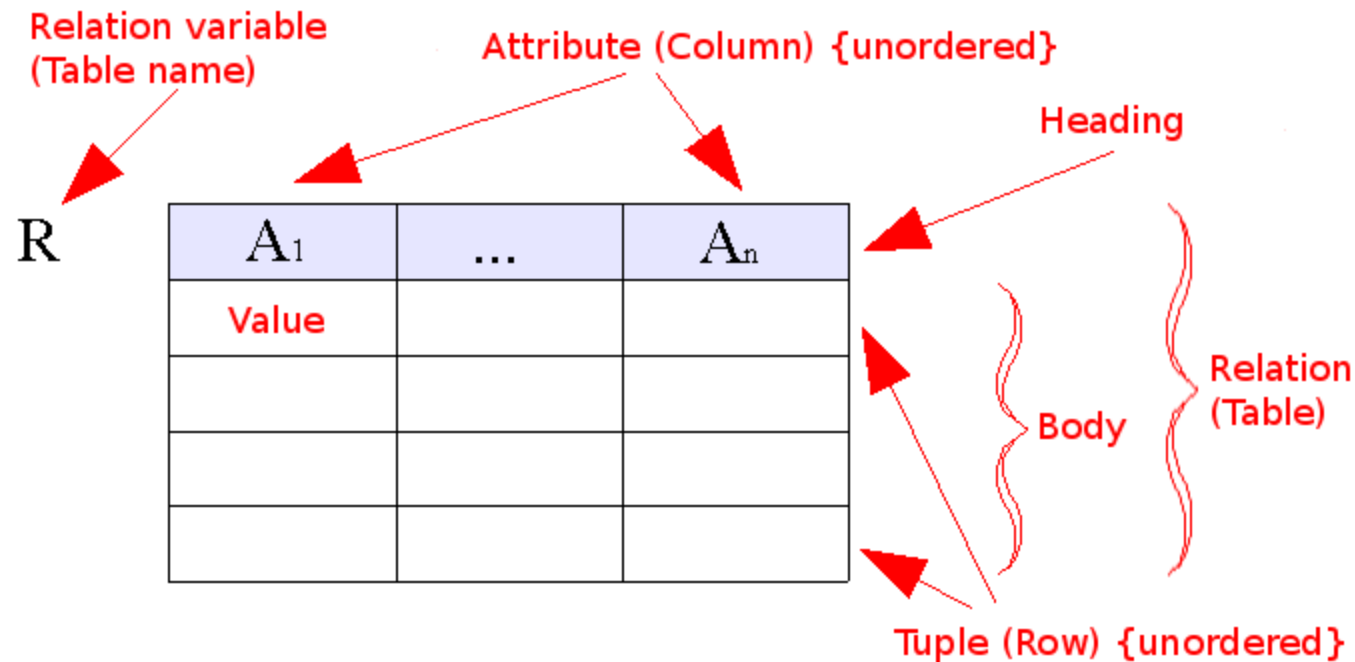 Relation variable
(Table name)
Attribute (Column) {unordered}
Heading
R
A1 ... An
Value
Relation
(Table)
Body
Tuple (Row) {unordered}